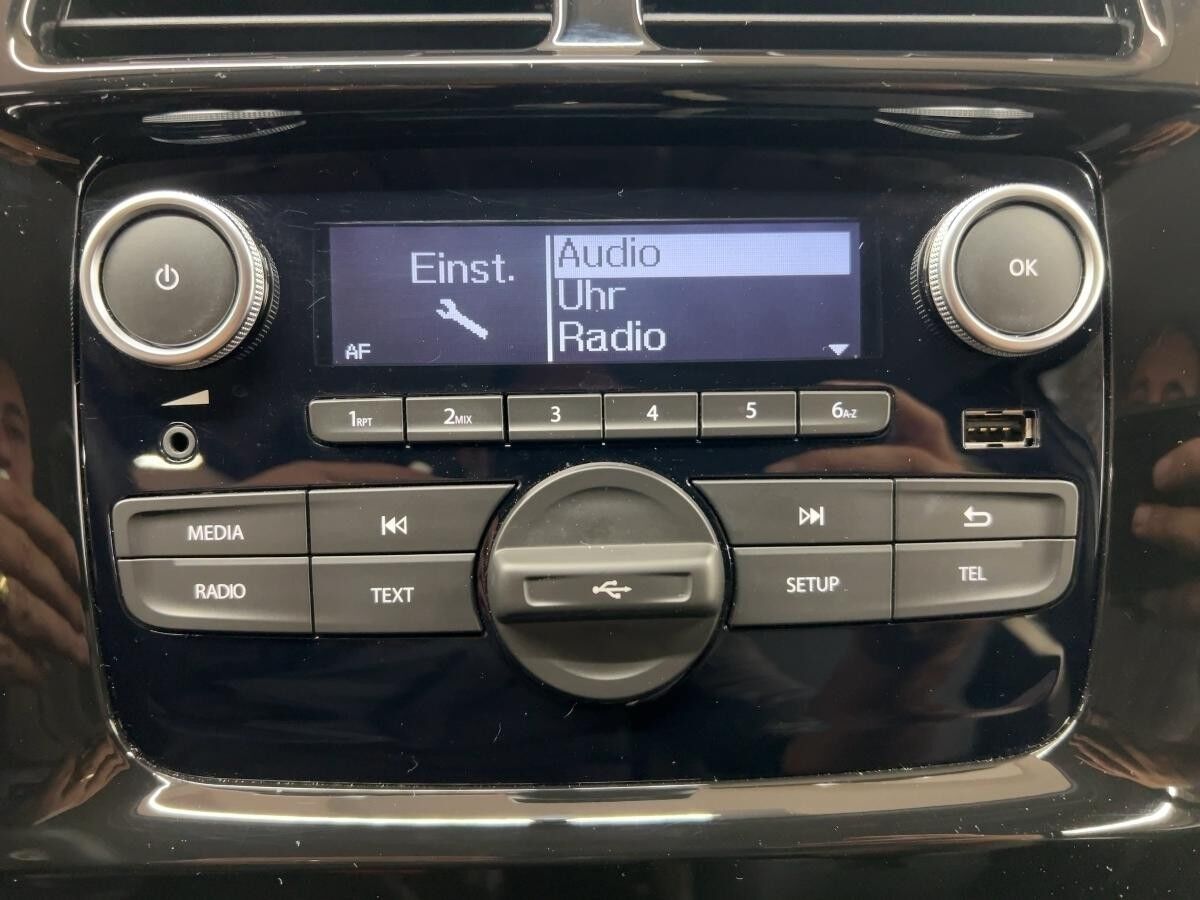 Einst.
Audio
Uhr
Radio
AF
OK
1RPT
2MIX
3
4
5
6A-Z
MEDIA
RADIO
TEXT
SETUP
TEL